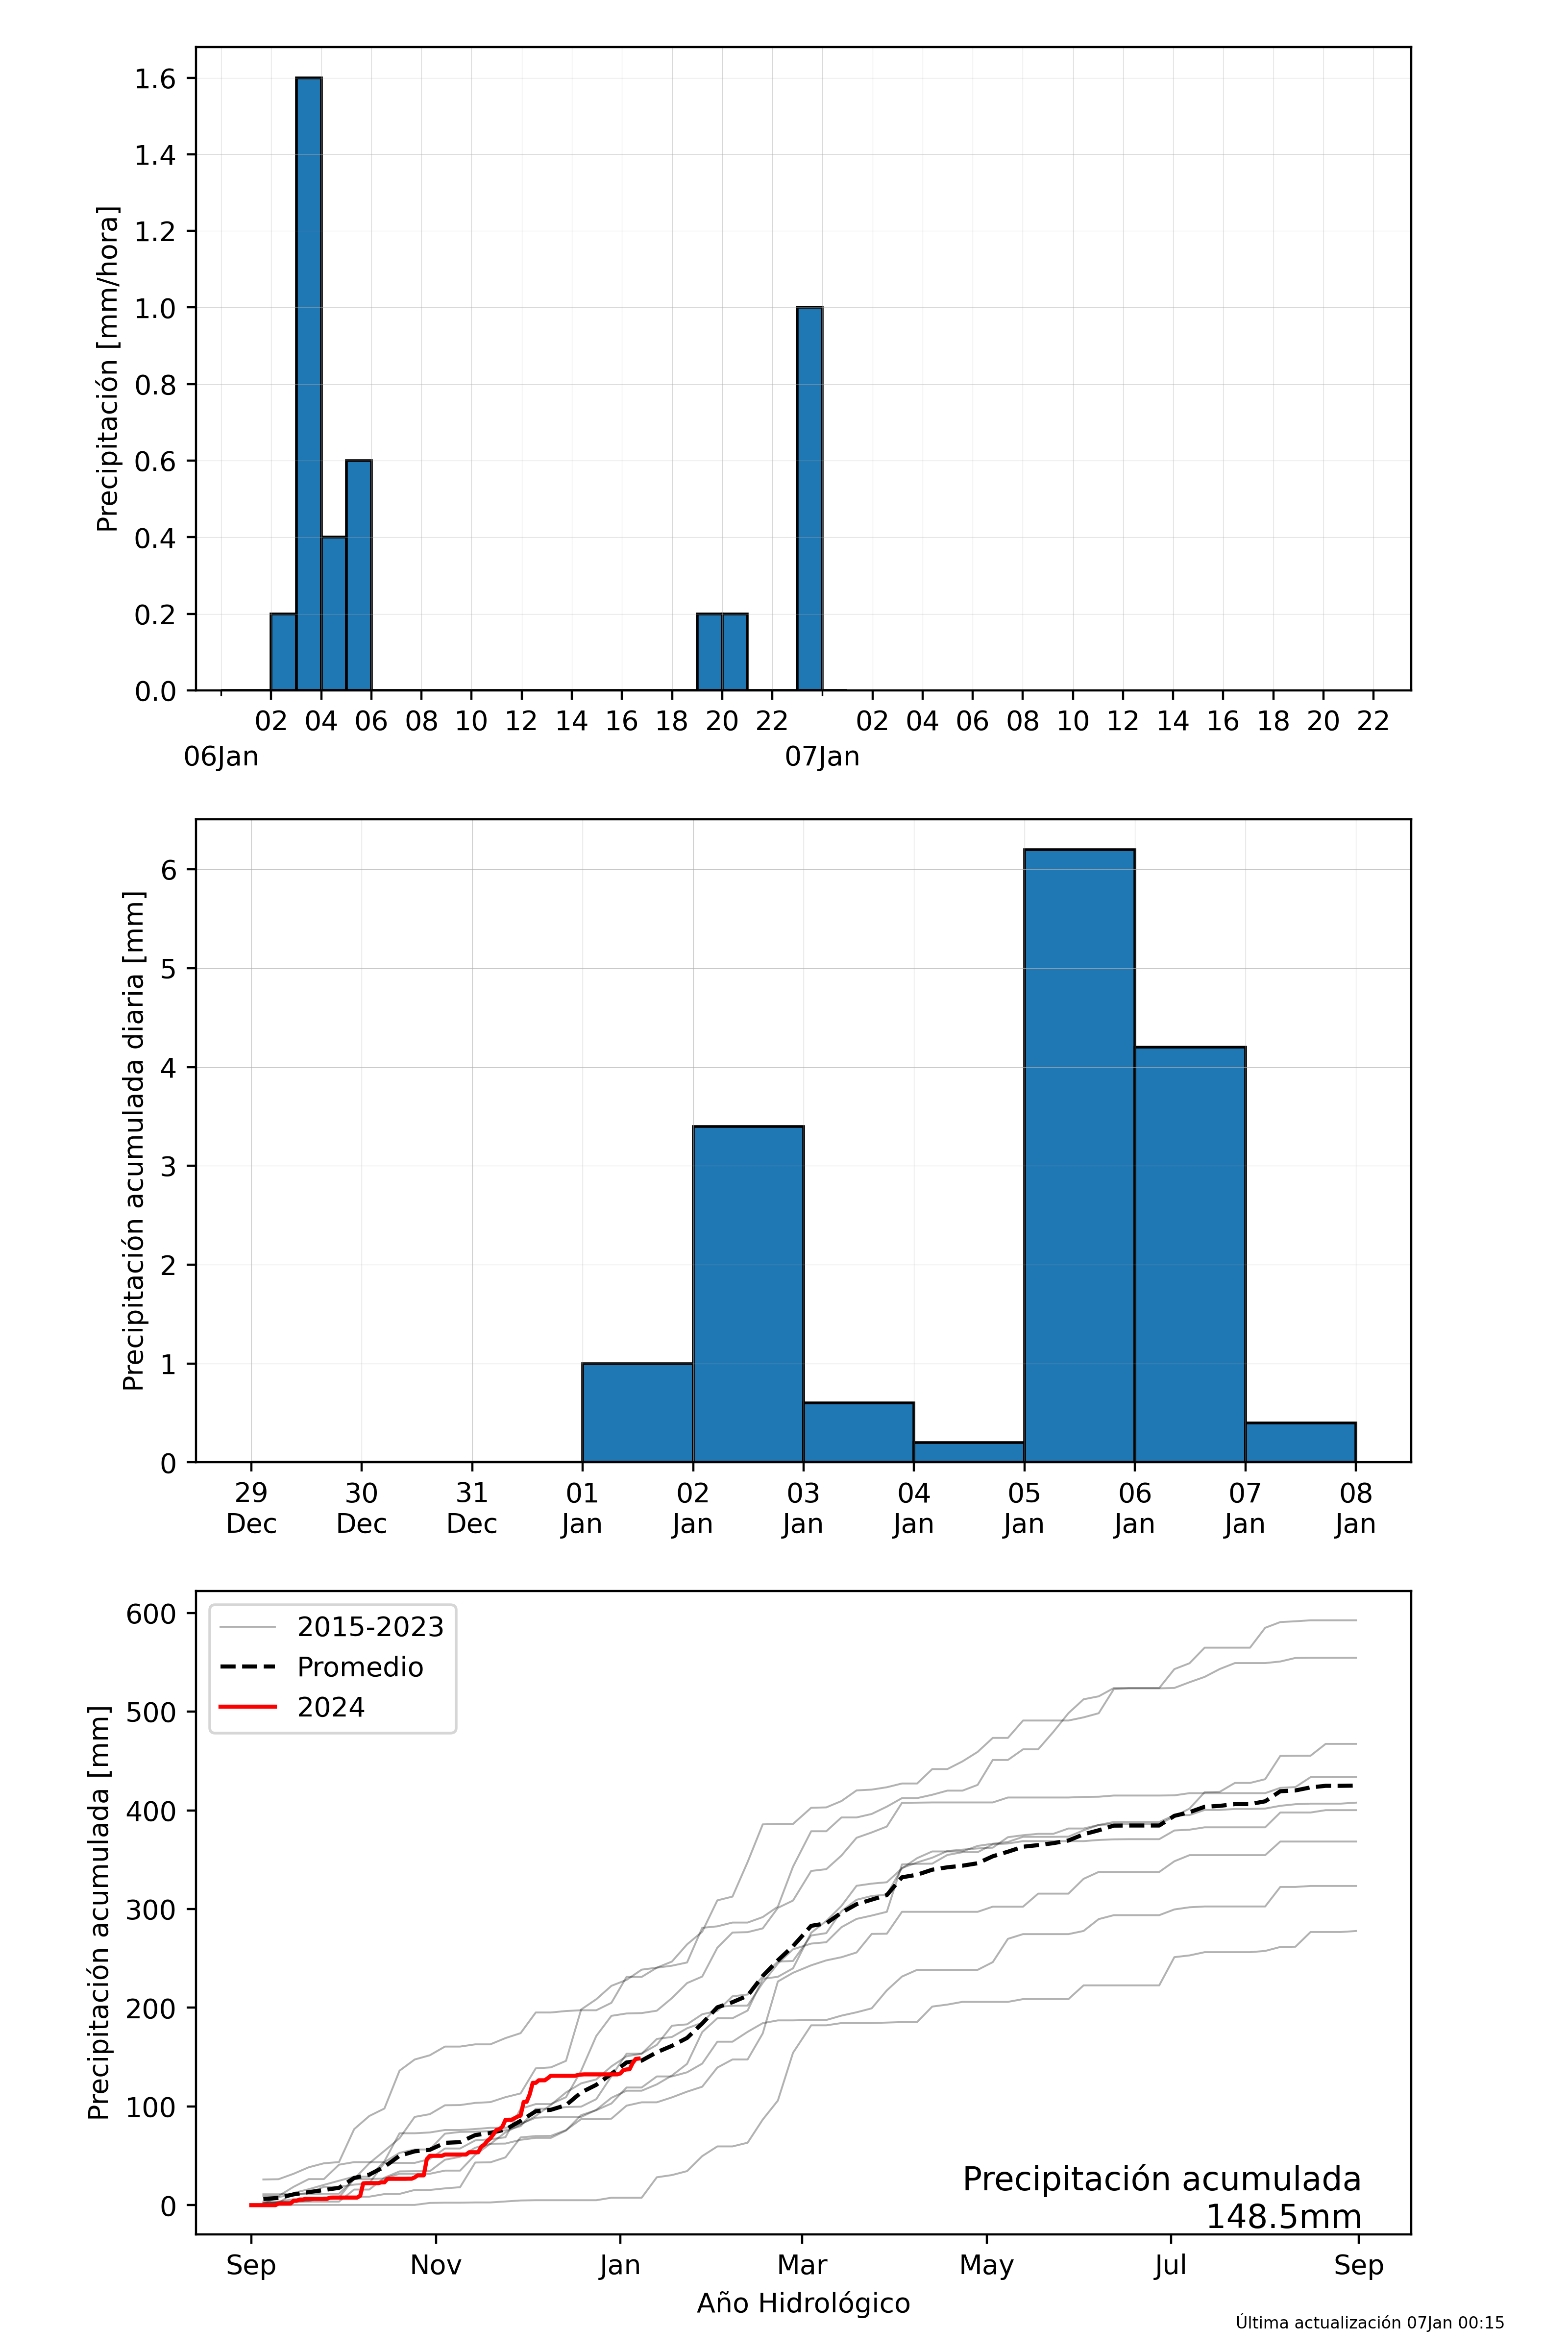 Precipitación [mm/hora]
1.6
1.4
1.2
1.0
0.8
0.6
0.4
0.2
0.0
02 04 06 08 10 12 14 16 18 20 22 02 04 06 08 10 12 14 16 18 20 22
06Jan 07Jan
Precipitación acumulada diaria [mm]
6
5
4
3
2
1
0
29 30 31 01 02 03 04 05 06 07 08
Dec Dec Dec Jan Jan Jan Jan Jan Jan Jan Jan
Precipitación acumulada [mm]
600
500
400
300
200
100
0
2015-2023
Promedio
2024
Precipitación acumulada
148.5mm
Sep Nov Jan Mar May Jul Sep
Año Hidrológico
Última actualización 07Jan 00:15